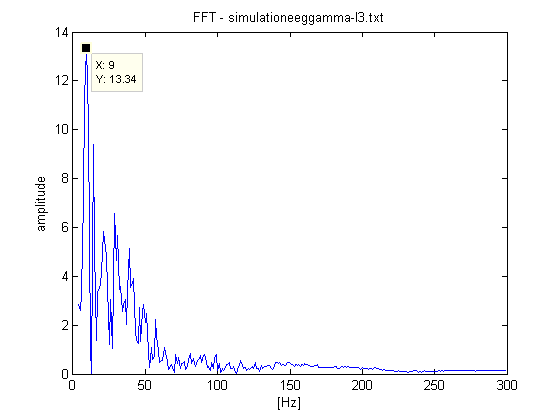 FFT - simulationeeggamma-l3.txt
14
X: 9
Y: 13.34
12
10
8
amplitude
6
4
2
0
0 50 100 150 200 250 300
[Hz]